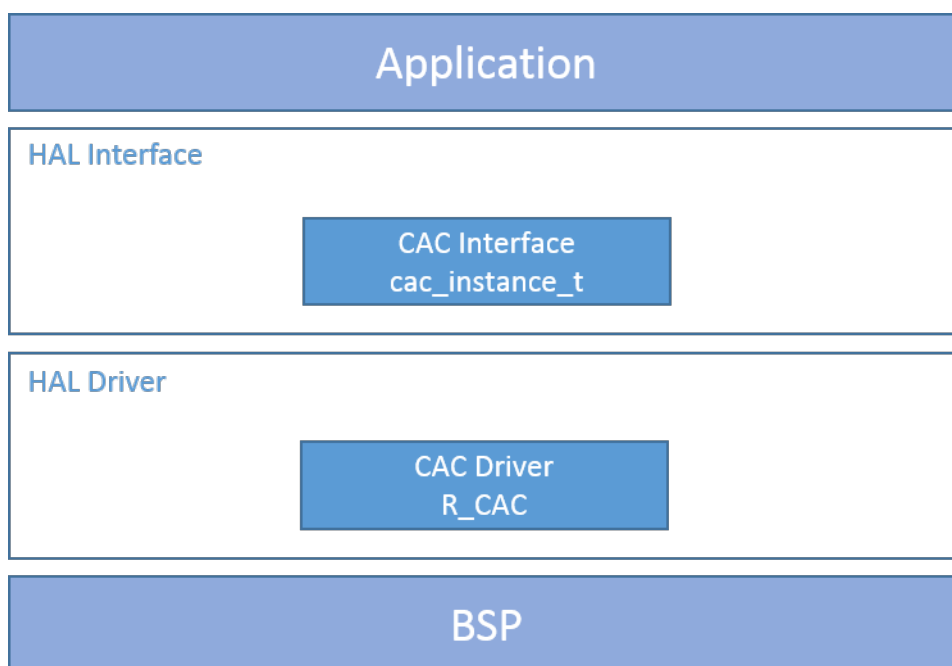 Application
HAL Interface
CAC Interface
cac_instance_t
HAL Driver
CAC Driver
R_CAC
BSP